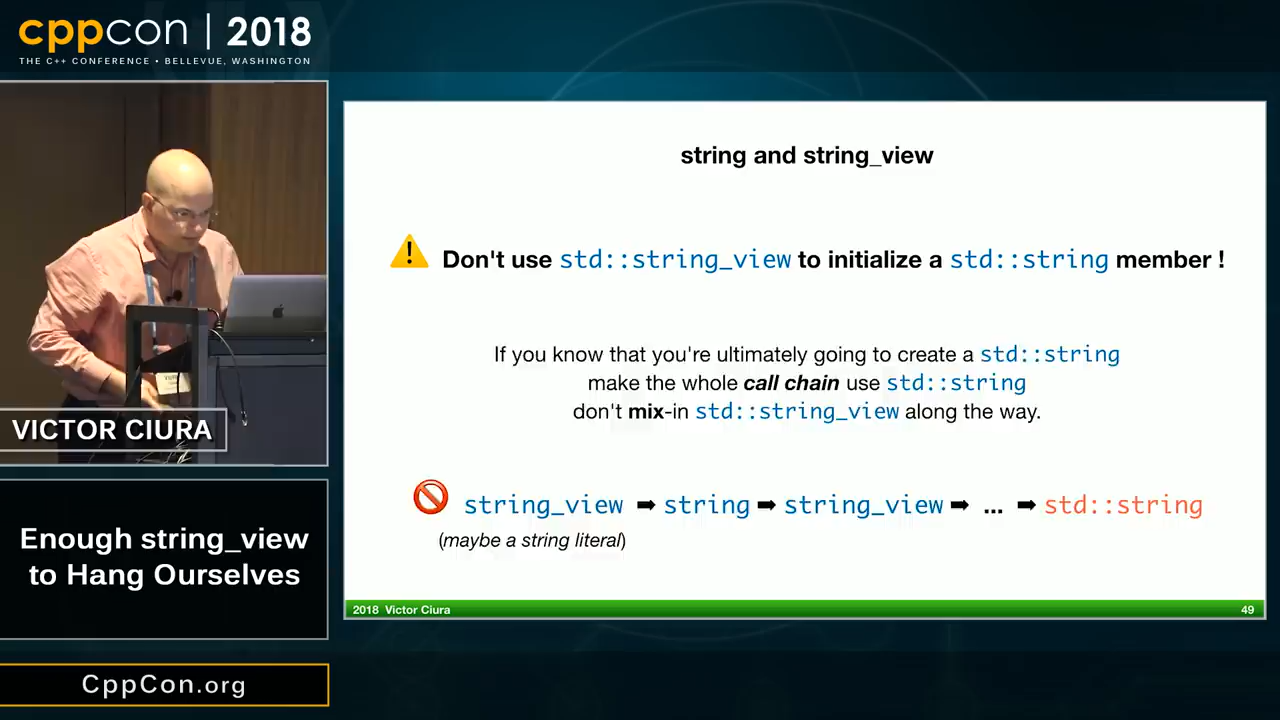 cppcon | 2018
THE C++ CONFERENCE • BELLEVUE, WASHINGTON
VICTOR CIURA
Enough string_view
to Hang Ourselves
CppCon.org
string and string_view
Don't use std::string_view to initialize a std::string member !
If you know that you're ultimately going to create a std::string
make the whole call chain use std::string
don't mix-in std::string_view along the way.
string_view ➡ string ➡ string_view ➡ ... ➡ std::string
(maybe a string literal)
2018 Victor Ciura
49